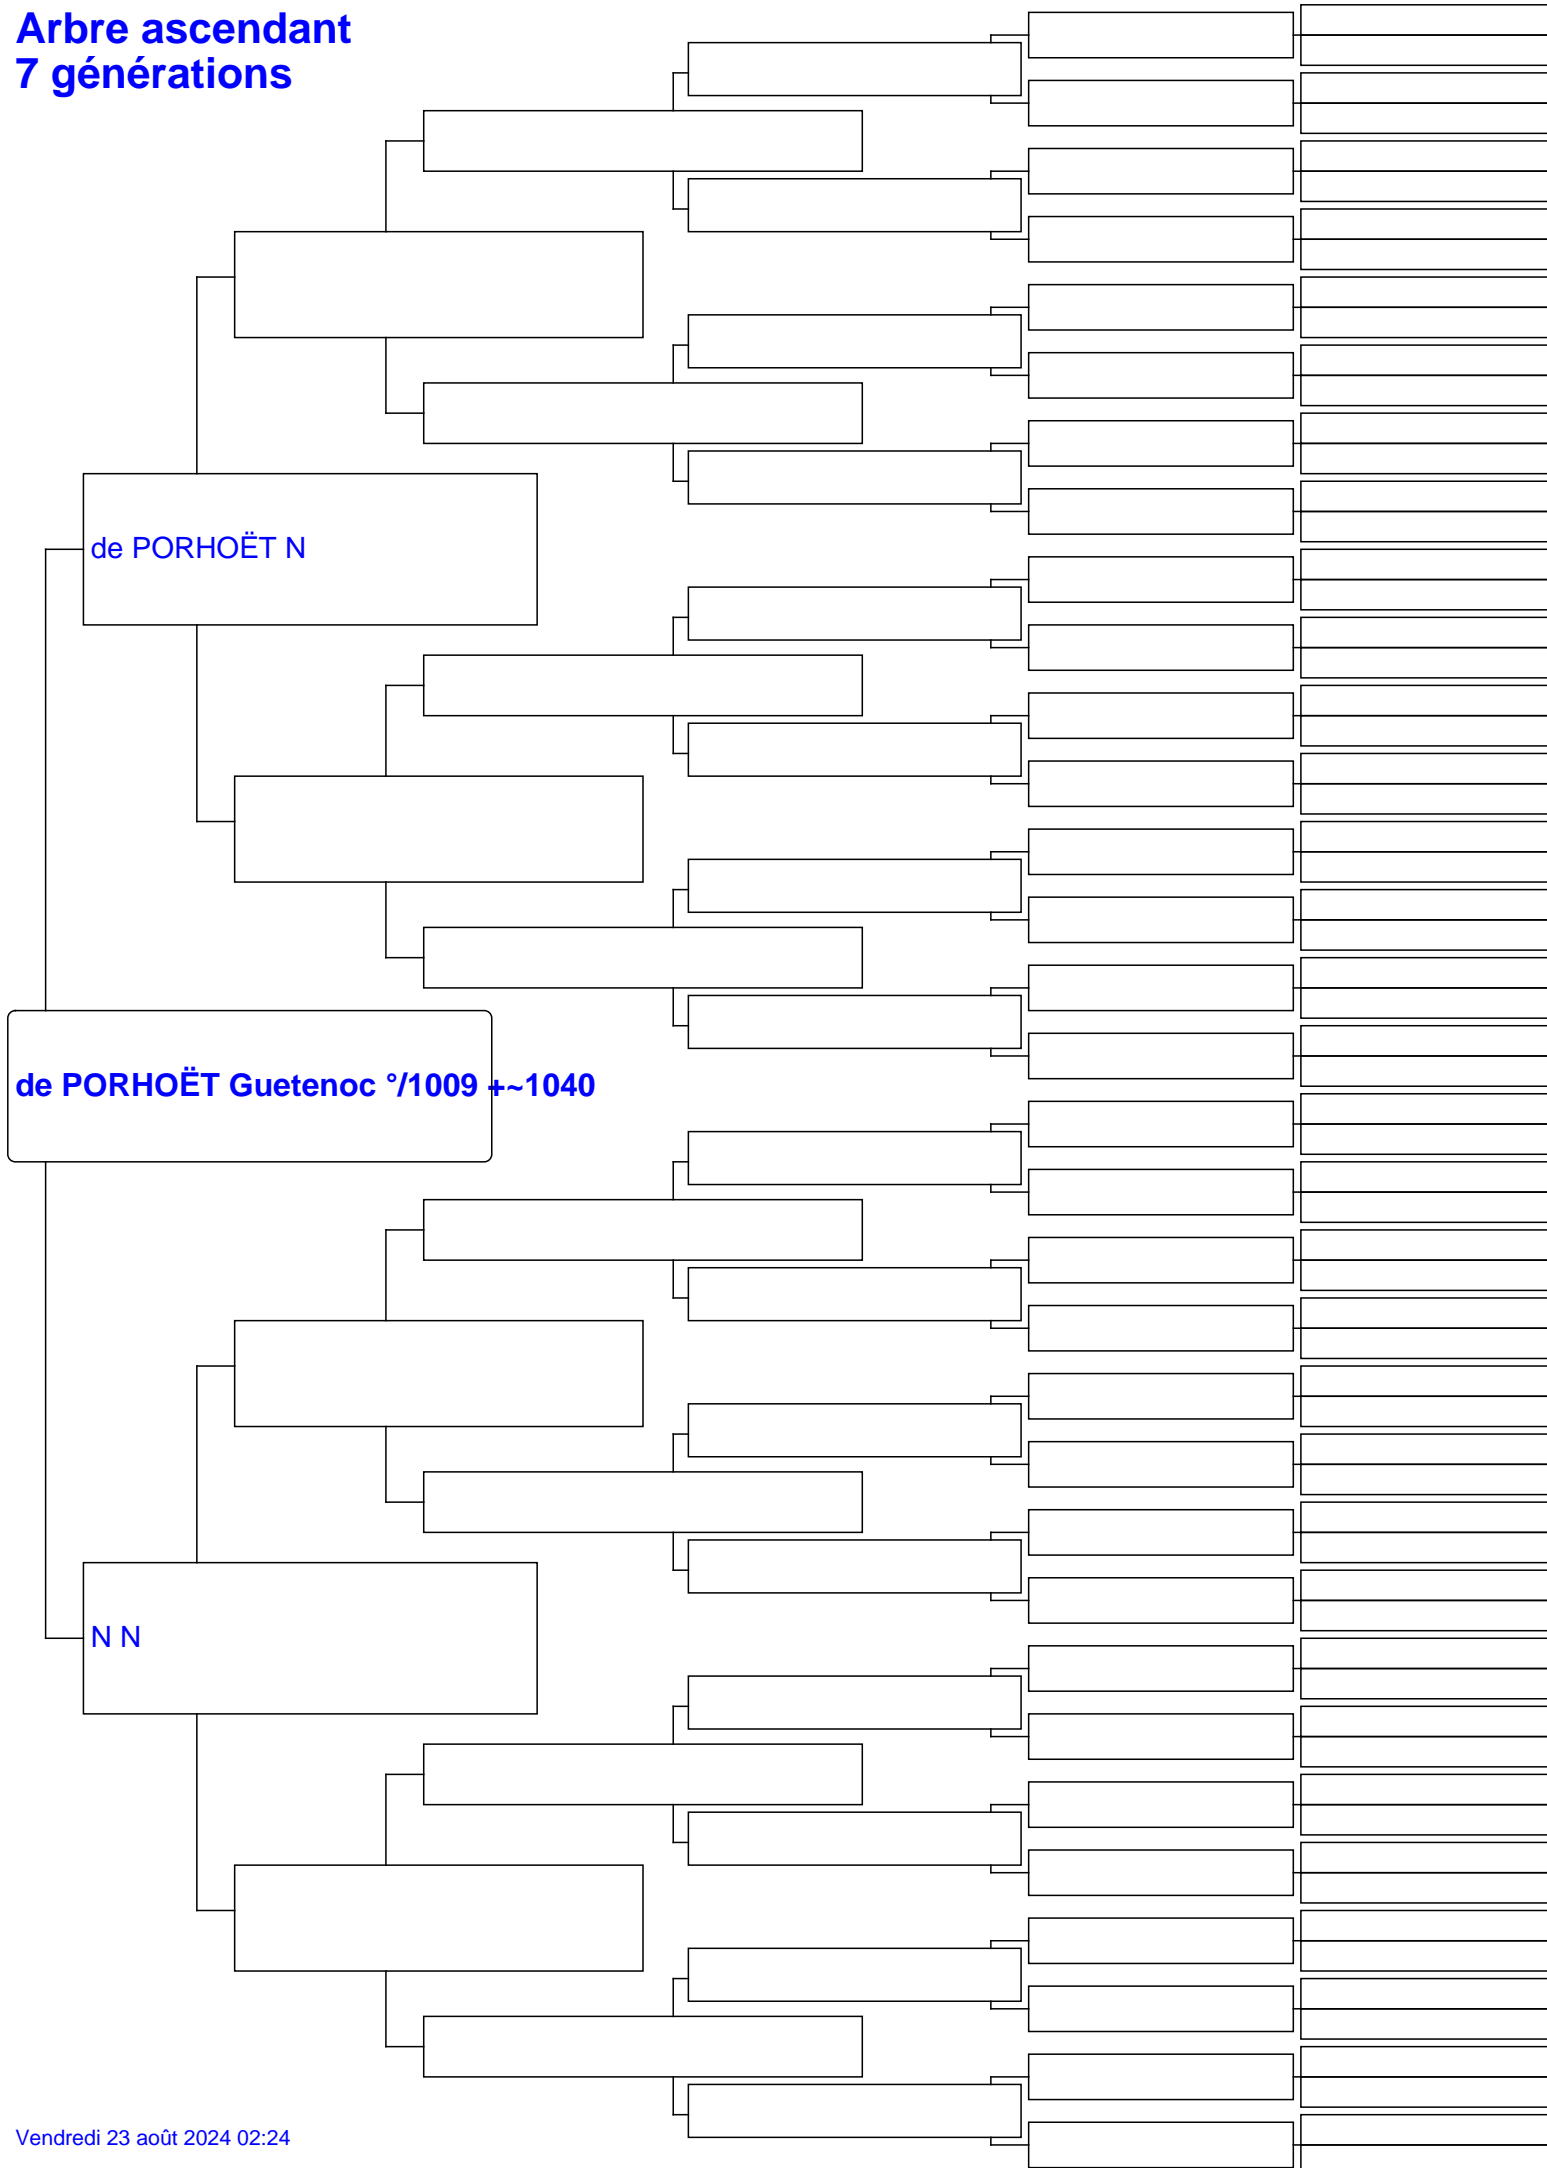 Arbre ascendant
7 générations
de PORHOËT N
de PORHOËT Guetenoc °/1009 +~1040
N N
Vendredi 23 août 2024 02:24